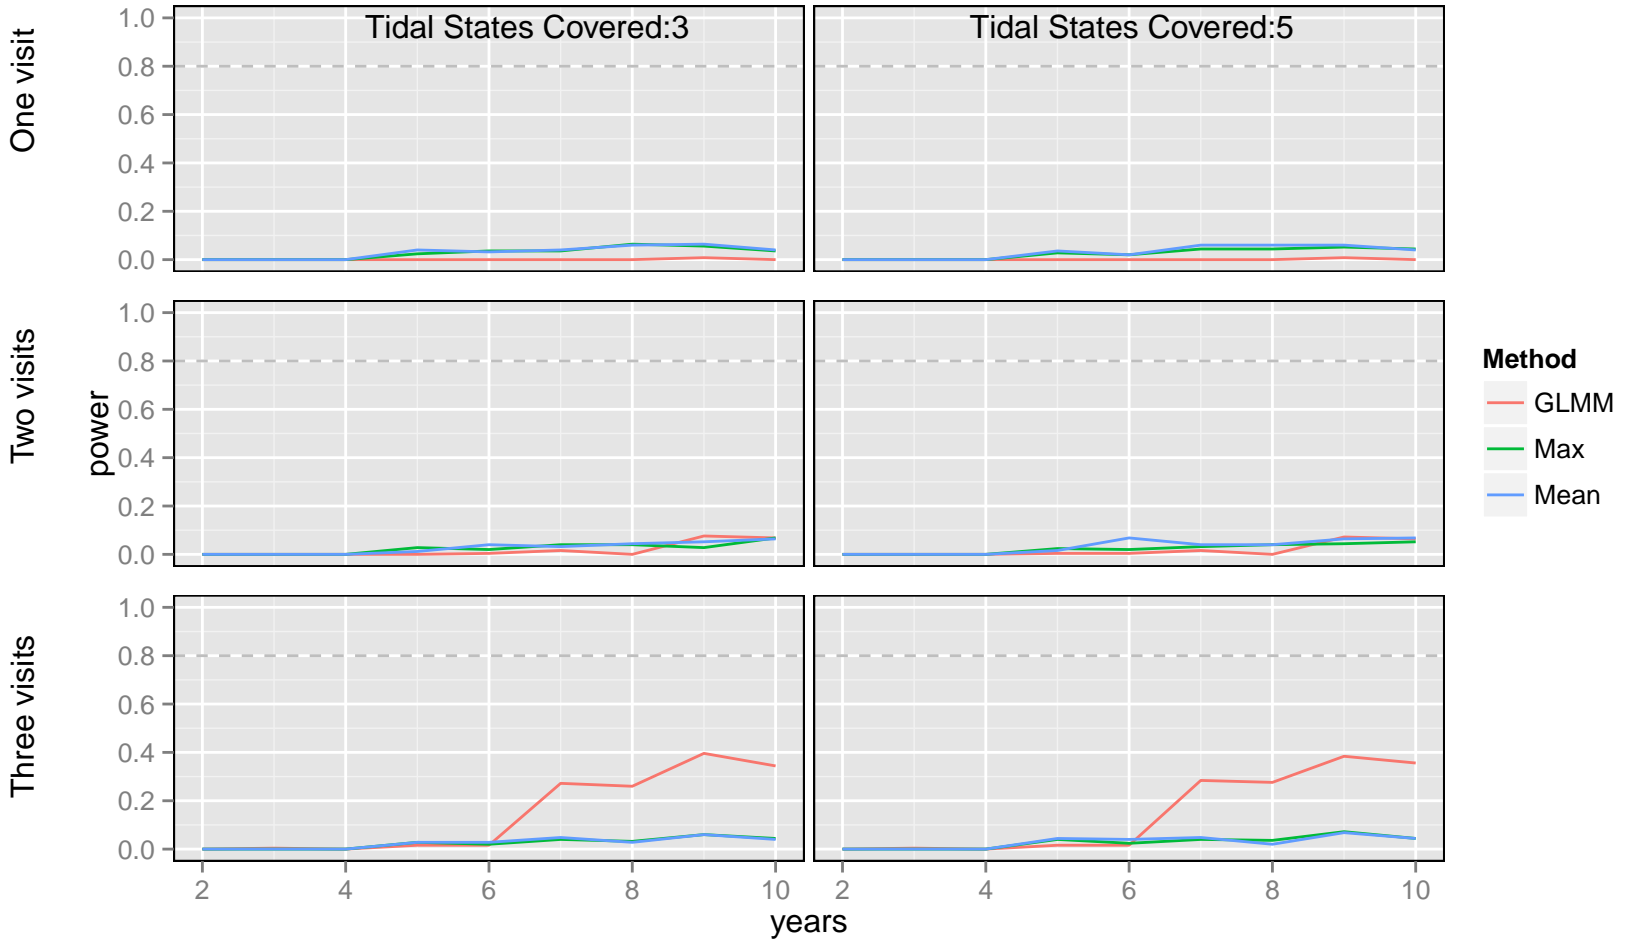 Tidal States Covered:3
Tidal States Covered:5
One visit
1.0
0.8
0.6
0.4
0.2
0.0
Two visits
power
1.0
0.8
0.6
0.4
0.2
0.0
Three visits
1.0
0.8
0.6
0.4
0.2
0.0
2 4 6 8 10
2 4 6 8 10
years
Method
GLMM
Max
Mean